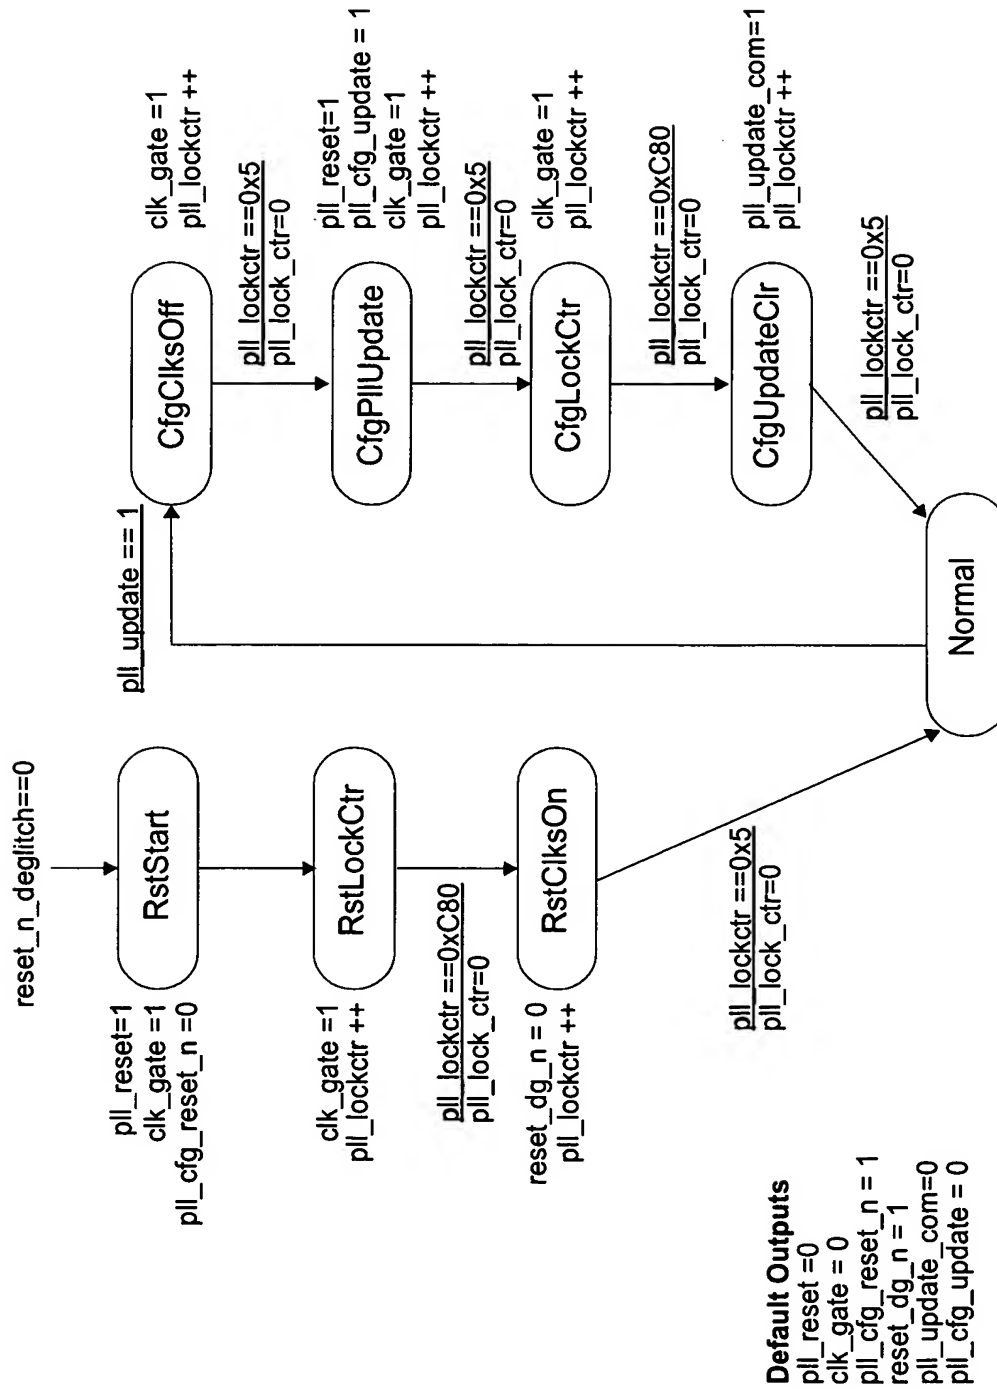 reset_n_deglitch==0
pll_reset=1
clk_gate =1
pll_cfg_reset_n =0
RstStart
clk_gate =1
pll_lockctr ++
RstLockCtr
pll_lockctr ==0xC80
pll_lock_ctr=0
reset_dg_n = 0
pll_lockctr ++
RstClksOn
pll_lockctr ==0x5
pll_lock_ctr=0
Normal
pll_update == 1
CfgClksOff
clk_gate =1
pll_lockctr ++
pll_lockctr ==0x5
pll_lock_ctr=0
CfgPllUpdate
pll_reset=1
pll_cfg_update = 1
clk_gate =1
pll_lockctr ++
pll_lockctr ==0x5
pll_lock_ctr=0
CfgLockCtr
clk_gate =1
pll_lockctr ++
pll_lockctr ==0xC80
pll_lock_ctr=0
CfgUpdateClr
pll_update_com=1
pll_lockctr ++
pll_lockctr ==0x5
pll_lock_ctr=0
Default Outputs
pll_reset =0
clk_gate = 0
pll_cfg_reset_n = 1
reset_dg_n = 1
pll_update_com=0
pll_cfg_update = 0